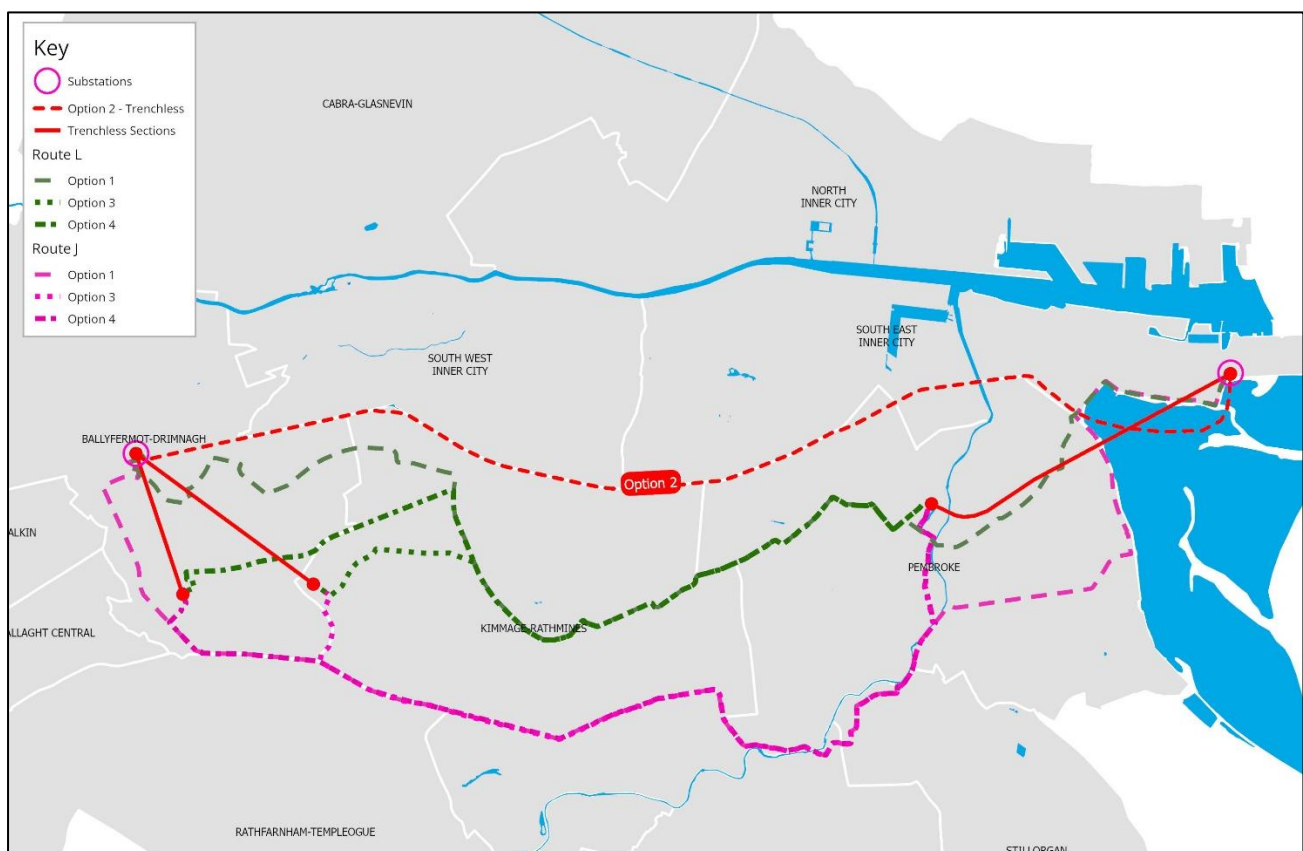 Key
Substations
Option 2 - Trenchless
Trenchless Sections
Route L
Option 1
Option 3
Option 4
Route J
Option 1
Option 3
Option 4
CABRA-GLASNEVIN
NORTH
INNER CITY
SOUTH EAST
INNER CITY
SOUTH WEST
INNER CITY
BALLYFERMOT-DRIMNAGH
Option 2
ALKIN
PEMBROKE
ALLAGHT CENTRAL
KIMMAGE-RATHMINES
RATHFARNHAM-TEMPLEOGUE
STILLORGAN